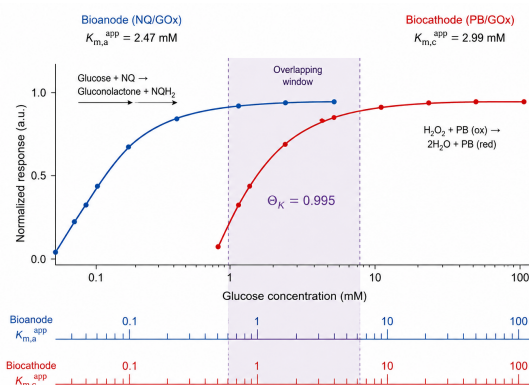 Bioanode (NQ/GOx)
Km,a^app = 2.47 mM
Biocathode (PB/GOx)
Km,c^app = 2.99 mM
Glucose + NQ →
Gluconolactone + NQH₂
Overlapping
window
H₂O₂ + PB (ox) →
2H₂O + PB (red)
Θ_K = 0.995
Normalized response (a.u.)
1.0
0.5
0.0
0.1 1 10 100
Glucose concentration (mM)
Bioanode
Km,a^app
0.1 1 10 100
Biocathode
0.1 1 10 100